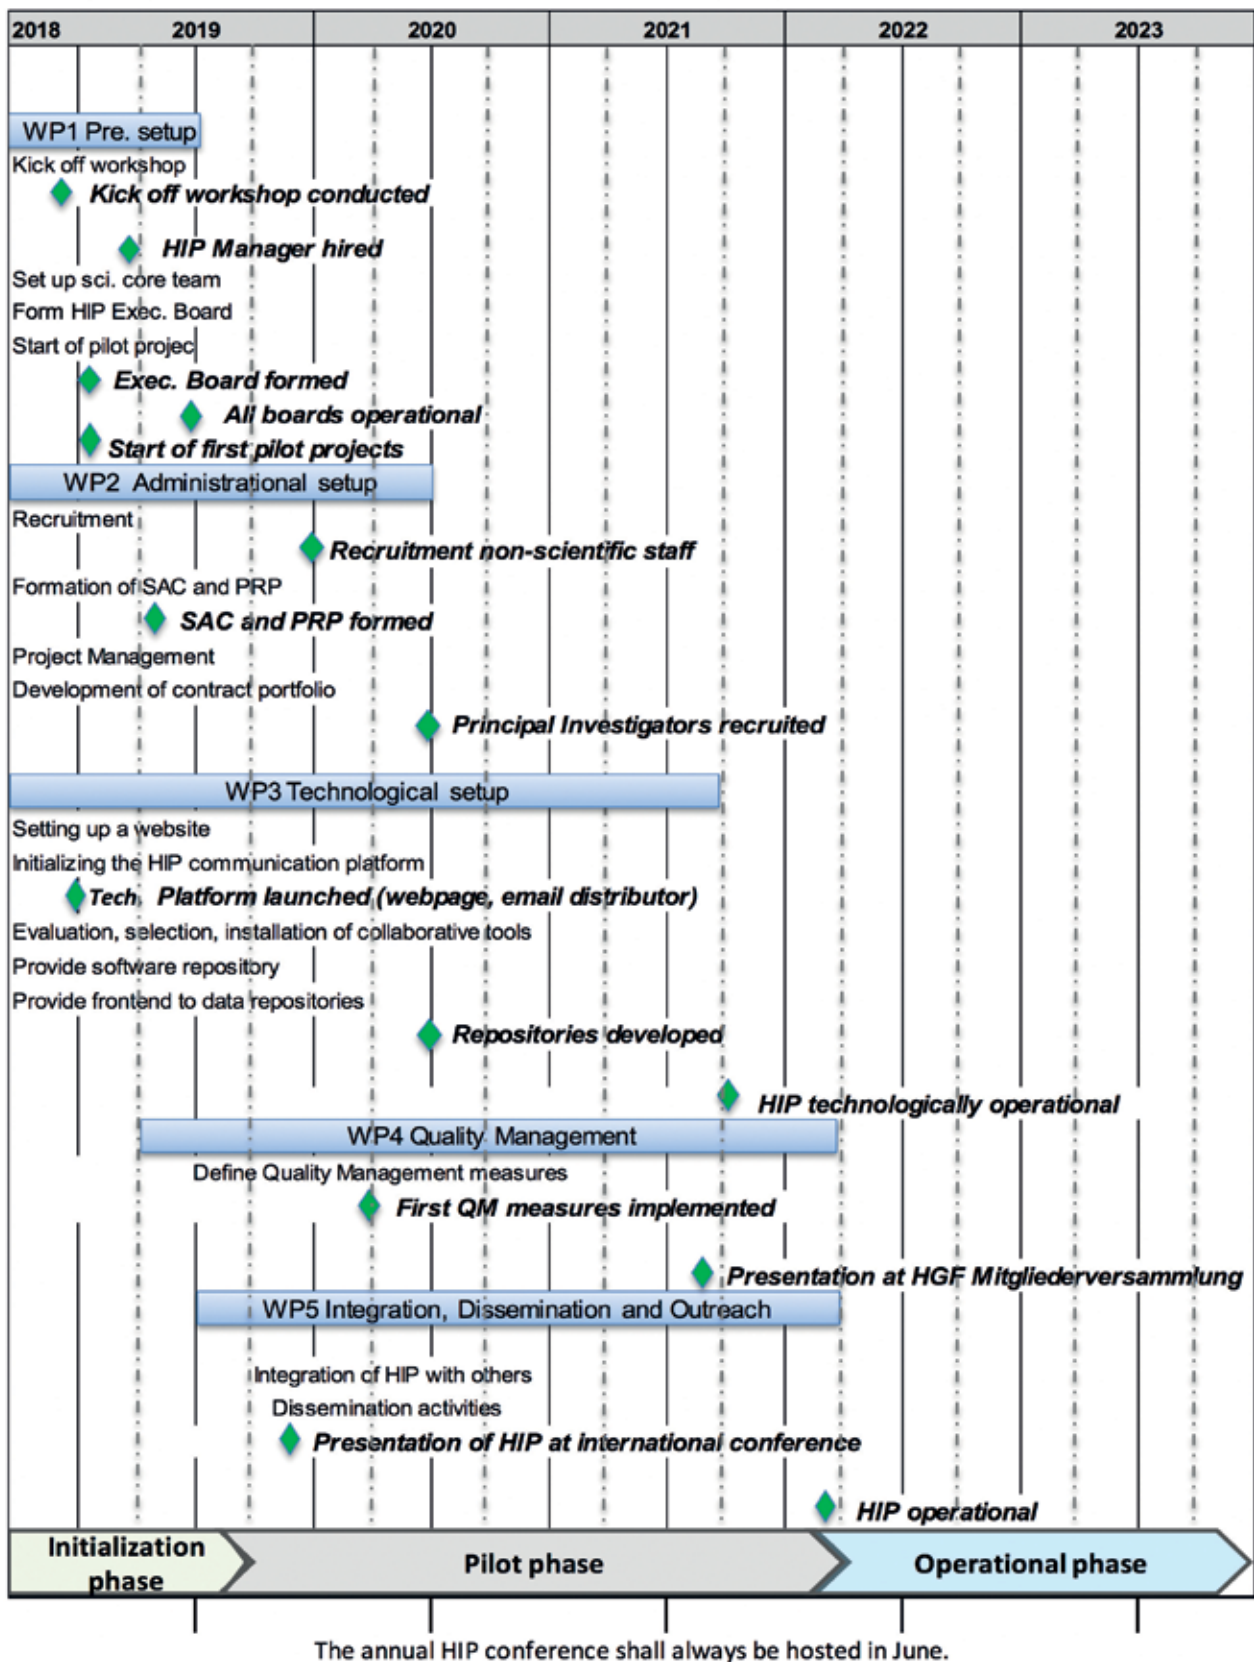 2018 2019 2020 2021 2022 2023
WP1 Pre. setup
Kick off workshop
Kick off workshop conducted
HIP Manager hired
Set up sci. core team
Form HIP Exec. Board
Start of pilot projec
Exec. Board formed
All boards operational
Start of first pilot projects
WP2 Administrational setup
Recruitment
Recruitment non-scientific staff
Formation of SAC and PRP
SAC and PRP formed
Project Management
Development of contract portfolio
Principal Investigators recruited
WP3 Technological setup
Setting up a website
Initializing the HIP communication platform
Tech. Platform launched (webpage, email distributor)
Evaluation, selection, installation of collaborative tools
Provide software repository
Provide frontend to data repositories
Repositories developed
HIP technologically operational
WP4 Quality Management
Define Quality Management measures
First QM measures implemented
Presentation at HGF Mitgliederversammlung
WP5 Integration, Dissemination and Outreach
Integration of HIP with others
Dissemination activities
Presentation of HIP at international conference
HIP operational
Initialization
phase
Pilot phase
Operational phase
The annual HIP conference shall always be hosted in June.